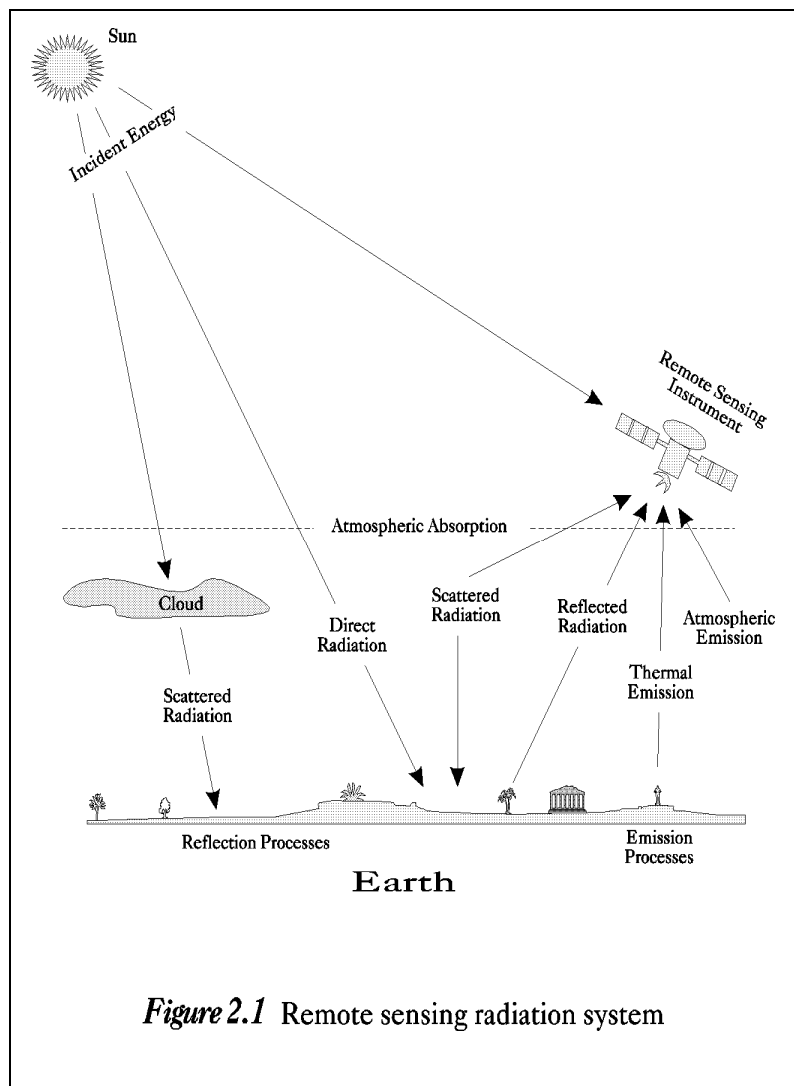 Sun
Incident Energy
Remote Sensing
Instrument
Atmospheric Absorption
Cloud
Scattered
Radiation
Direct
Radiation
Scattered
Radiation
Reflected
Radiation
Atmospheric
Emission
Thermal
Emission
Reflection Processes
Emission
Processes
Earth
Figure 2.1 Remote sensing radiation system